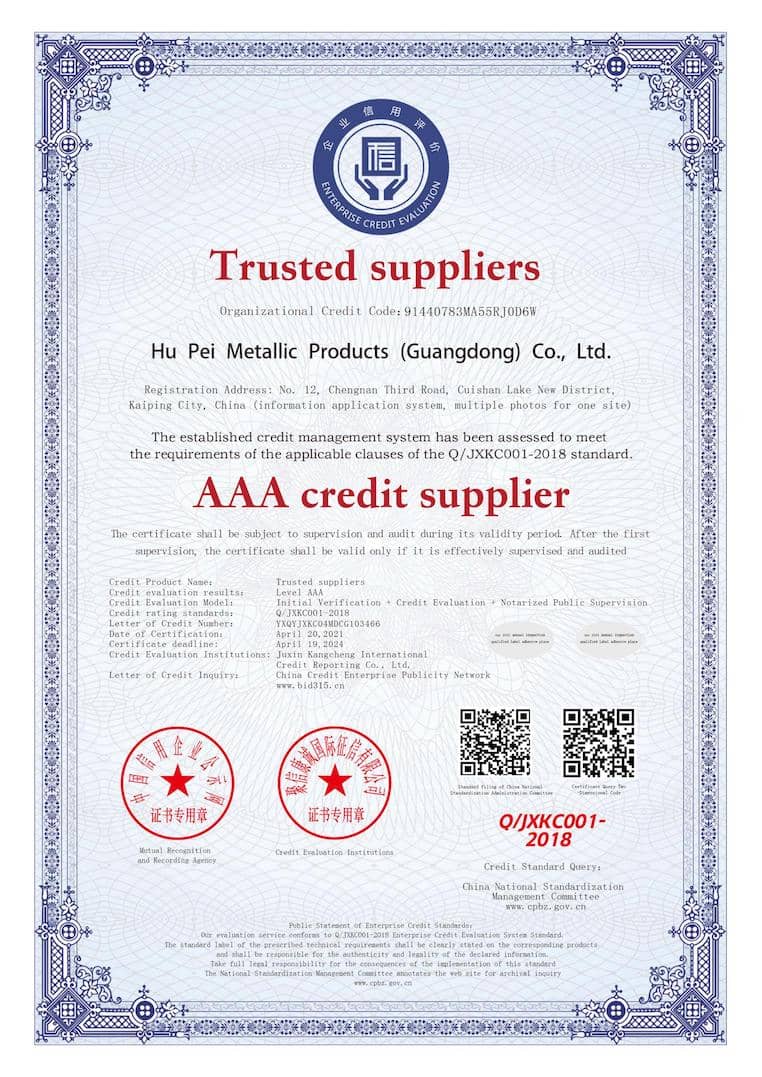 企业信用评价
信
ENTERPRISE CREDIT EVALUATION
Trusted suppliers
Organizational Credit Code:91440783MA55RJ0D6W
Hu Pei Metallic Products (Guangdong) Co., Ltd.
Registration Address: No. 12, Chengnan Third Road, Cuishan Lake New District,
Kaiping City, China (information application system, multiple photos for one site)
The established credit management system has been assessed to meet
the requirements of the applicable clauses of the Q/JXKC001-2018 standard.
AAA credit supplier
The certificate shall be subject to supervision and audit during its validity period. After the first
supervision, the certificate shall be valid only if it is effectively supervised and audited
Credit Product Name: Trusted suppliers
Credit evaluation results: Level AAA
Credit Evaluation Model: Initial Verification + Credit Evaluation + Notarized Public Supervision
Credit rating standards: Q/JXKC001-2018
Letter of Credit Number: YXQYJXKC04MDCG103466
Date of Certification: April 20,2021
Certificate deadline: April 19,2024
Credit Evaluation Institutions: Juxin Kangcheng International
Credit Reporting Co., Ltd.
Letter of Credit Inquiry: China Credit Enterprise Publicity Network
www.bid315.cn
annual inspection
qualified label adhesive place
annual inspection
qualified label adhesive place
中国信用企业公示网
证书专用章
Mutual Recognition
and Recording Agency
聚信康诚国际征信有限公司
证书专用章
Credit Evaluation Institutions
Standard Filing of China National
Standardization Administration Committee
Certificate Query Two
-Dimensional Code
Q/JXKC001-
2018
Credit Standard Query:
China National Standardization
Management Committee
www.cpbz.gov.cn
Public Statement of Enterprise Credit Standards:
Our evaluation service conforms to Q/JXKC001-2018 Enterprise Credit Evaluation System Standard.
The standard label of the prescribed technical requirements shall be clearly stated on the corresponding products
and shall be responsible for the authenticity and legality of the declared information.
Take full legal responsibility for the consequences of the implementation of this standard
The National Standardization Management Committee annotates the web site for archival inquiry
www.cpbz.gov.cn